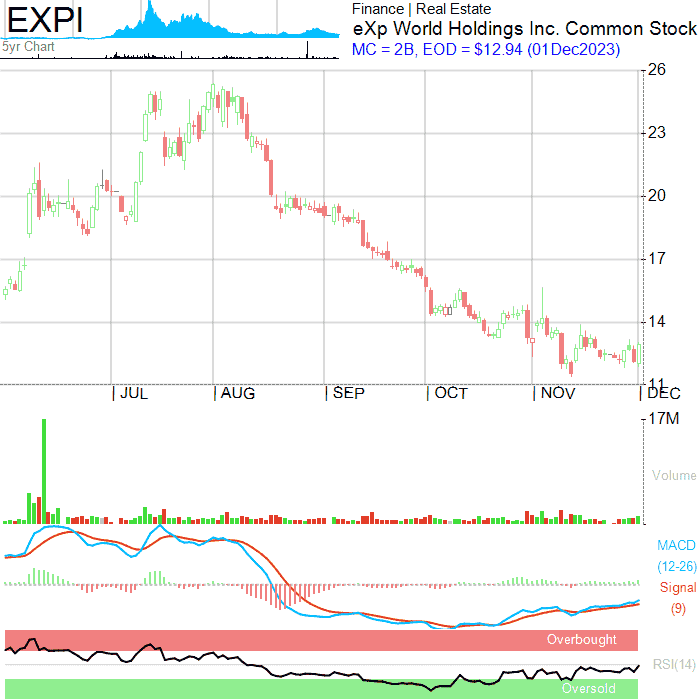 EXPI
5yr Chart
Finance | Real Estate
eXp World Holdings Inc. Common Stock
MC = 2B, EOD = $12.94 (01Dec2023)
26
23
20
17
14
11
JUL
AUG
SEP
OCT
NOV
DEC
17M
Volume
MACD
(12-26)
Signal
(9)
Overbought
RSI(14)
Oversold